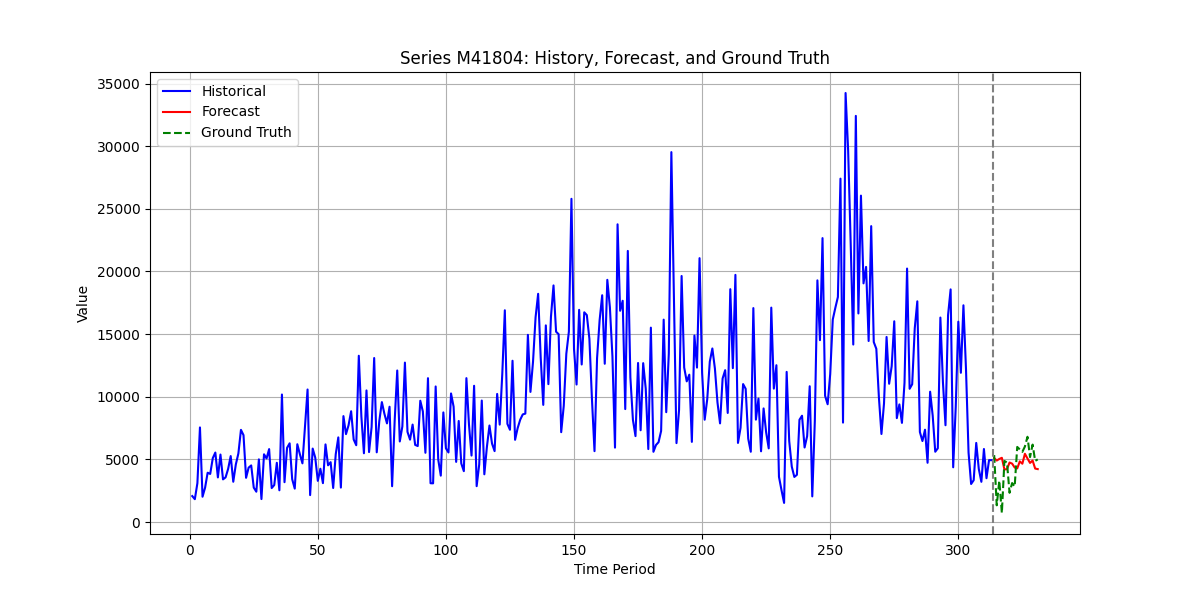 Series M41804: History, Forecast, and Ground Truth
Historical
Forecast
Ground Truth
35000
30000
25000
20000
15000
10000
5000
0
Value
0 50 100 150 200 250 300
Time Period